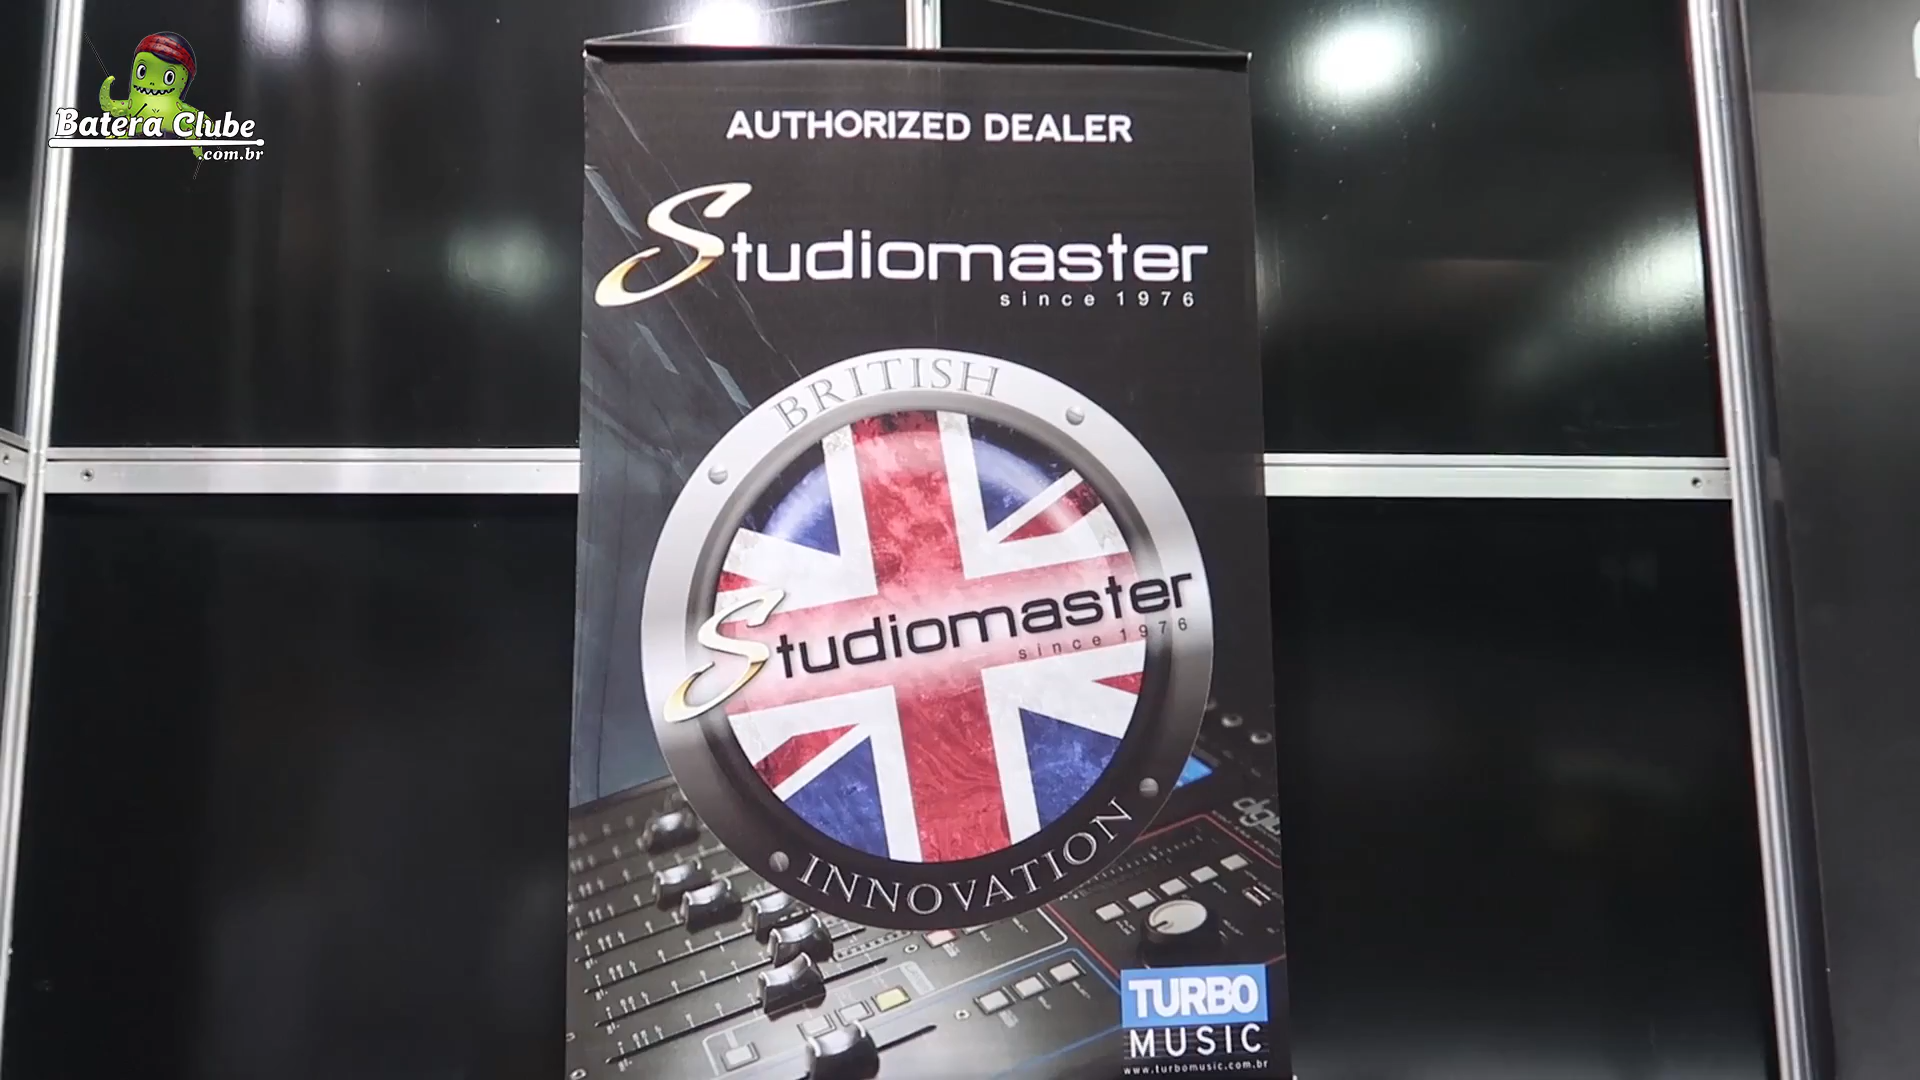 Batera Clube
.com.br
AUTHORIZED DEALER
Studiomaster
since 1976
BRITISH
Studiomaster
since 1976
INNOVATION
TURBO
MUSIC
www.turbomusic.com.br